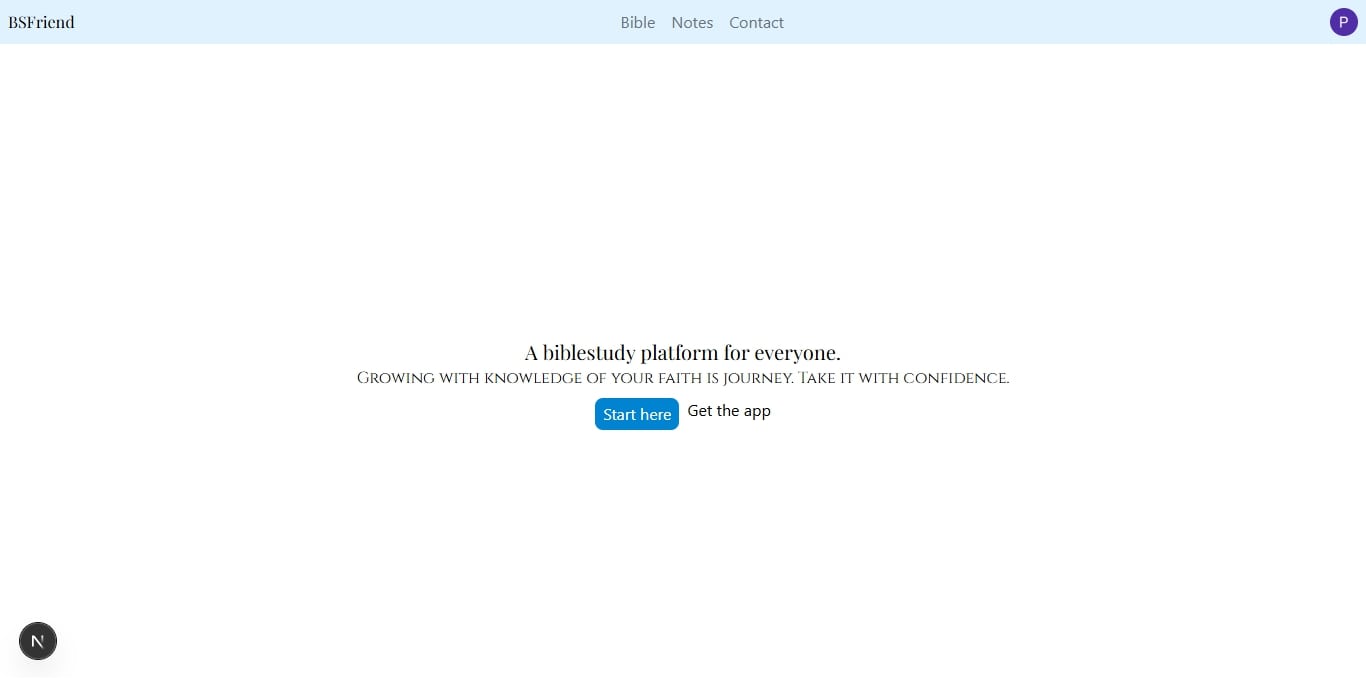 BSFriend Bible Notes Contact P
A biblestudy platform for everyone.
Growing with knowledge of your faith is journey. Take it with confidence.
Start here Get the app
N